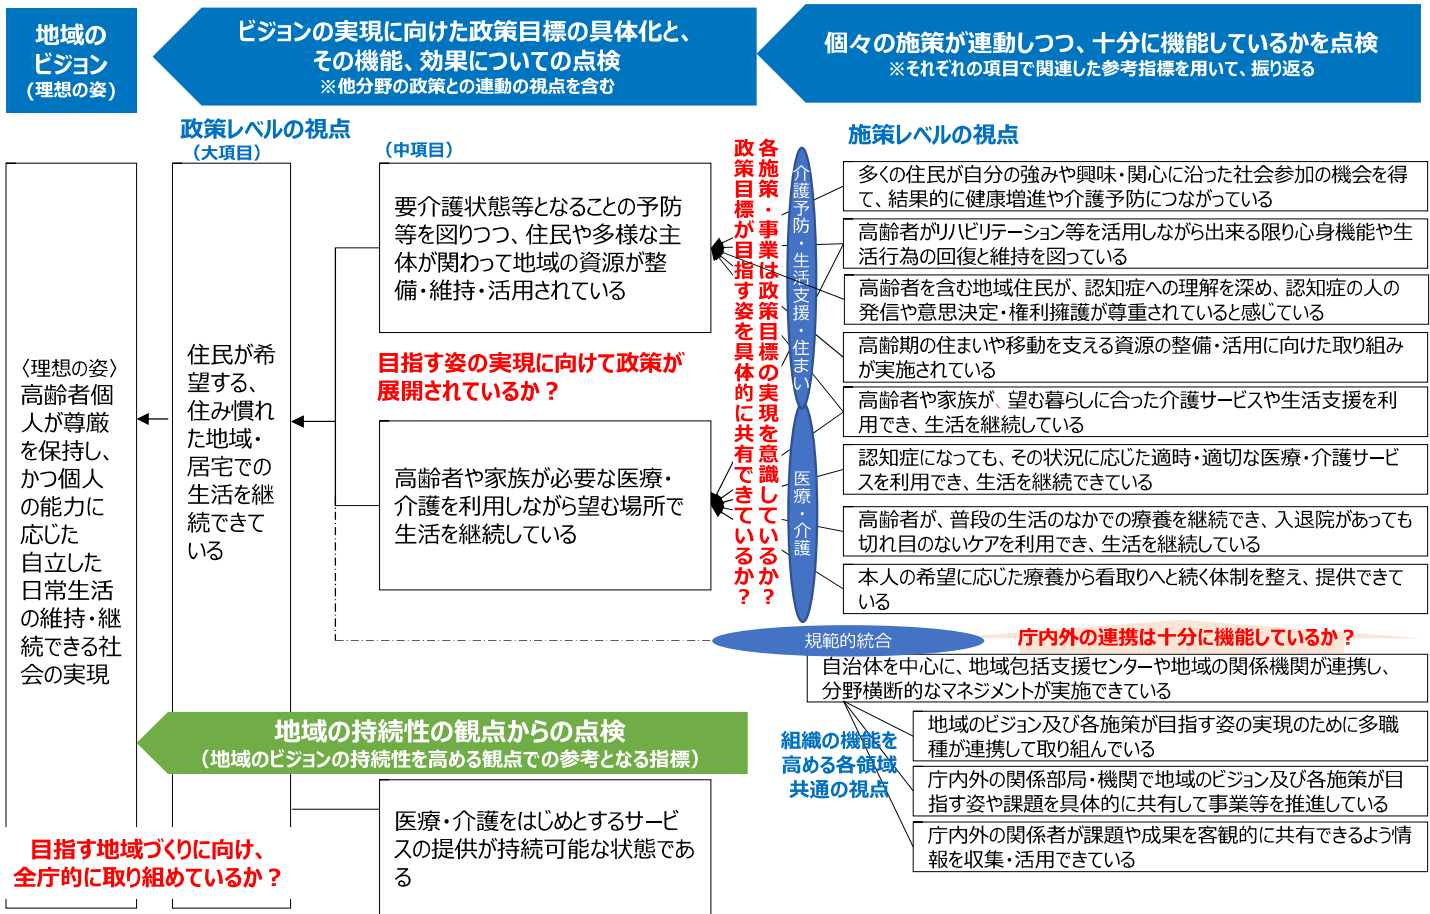 地域の
ビジョン
(理想の姿)
ビジョンの実現に向けた政策目標の具体化と、
その機能、効果についての点検
※他分野の政策との連動の視点を含む
個々の施策が連動しつつ、十分に機能しているかを点検
※それぞれの項目で関連した参考指標を用いて、振り返る
政策レベルの視点
(大項目)
(中項目)
施策レベルの視点
〈理想の姿〉
高齢者個
人が尊厳
を保持し、
かつ個人
の能力に
応じた
自立した
日常生活
の維持・継
続できる社
会の実現
住民が希
望する、
住み慣れ
た地域・
居宅での
生活を継
続できて
いる
要介護状態等となることの予防
等を図りつつ、住民や多様な主
体が関わって地域の資源が整
備・維持・活用されている
目指す姿の実現に向けて政策が
展開されているか？
高齢者や家族が必要な医療・
介護を利用しながら望む場所で
生活を継続している
各施策・事業は政策目標の実現を意識しているか？
政策目標が目指す姿を具体的に共有できているか？
介護予防・生活支援・住まい
医療・介護
多くの住民が自分の強みや興味・関心に沿った社会参加の機会を得
て、結果的に健康増進や介護予防につながっている
高齢者がリハビリテーション等を活用しながら出来る限り心身機能や生
活行為の回復と維持を図っている
高齢者を含む地域住民が、認知症への理解を深め、認知症の人の
発信や意思決定・権利擁護が尊重されていると感じている
高齢期の住まいや移動を支える資源の整備・活用に向けた取り組み
が実施されている
高齢者や家族が、望む暮らしに合った介護サービスや生活支援を利
用でき、生活を継続している
認知症になっても、その状況に応じた適時・適切な医療・介護サービ
スを利用でき、生活を継続できている
高齢者が、普段の生活のなかでの療養を継続でき、入退院があっても
切れ目のないケアを利用でき、生活を継続している
本人の希望に応じた療養から看取りへと続く体制を整え、提供できて
いる
規範的統合
庁内外の連携は十分に機能しているか？
自治体を中心に、地域包括支援センターや地域の関係機関が連携し、
分野横断的なマネジメントが実施できている
組織の機能を
高める各領域
共通の視点
地域のビジョン及び各施策が目指す姿の実現のために多職
種が連携して取り組んでいる
庁内外の関係部局・機関で地域のビジョン及び各施策が目
指す姿や課題を具体的に共有して事業等を推進している
庁内外の関係者が課題や成果を客観的に共有できるよう情
報を収集・活用できている
地域の持続性の観点からの点検
(地域のビジョンの持続性を高める観点での参考となる指標)
医療・介護をはじめとするサービ
スの提供が持続可能な状態であ
る
目指す地域づくりに向け、
全庁的に取り組めているか？